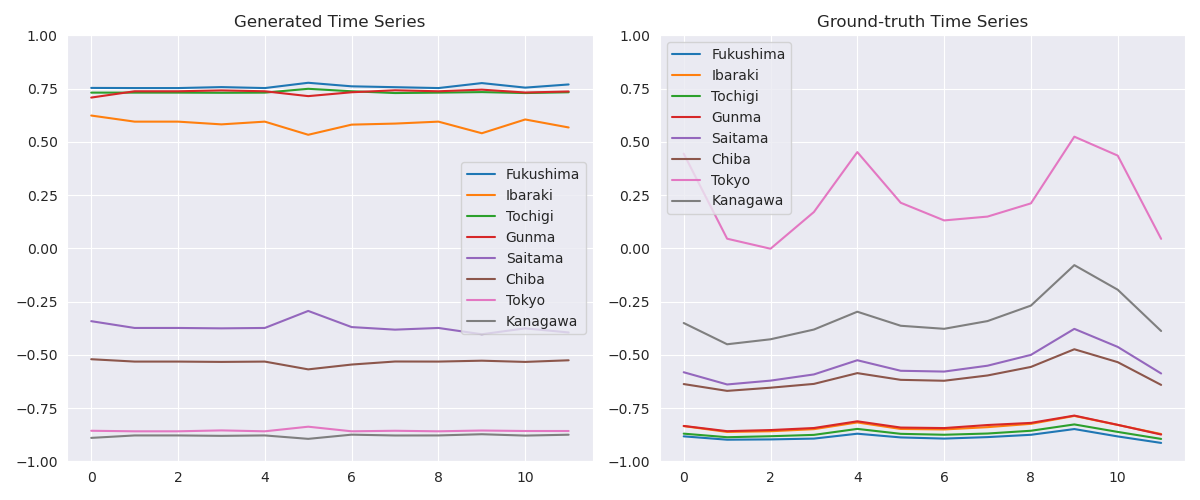 Generated Time Series
1.00
0.75
0.50
0.25
0.00
−0.25
−0.50
−0.75
−1.00
0 2 4 6 8 10
Fukushima
Ibaraki
Tochigi
Gunma
Saitama
Chiba
Tokyo
Kanagawa
Ground-truth Time Series
1.00
0.75
0.50
0.25
0.00
−0.25
−0.50
−0.75
−1.00
0 2 4 6 8 10
Fukushima
Ibaraki
Tochigi
Gunma
Saitama
Chiba
Tokyo
Kanagawa